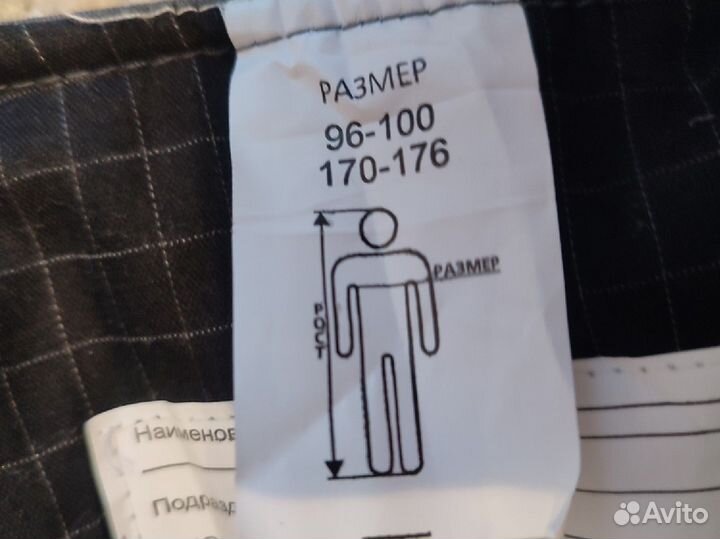 РАЗМЕР
96-100
170-176
РАЗМЕР
РОСТ
Наименов
Подразд
Avito